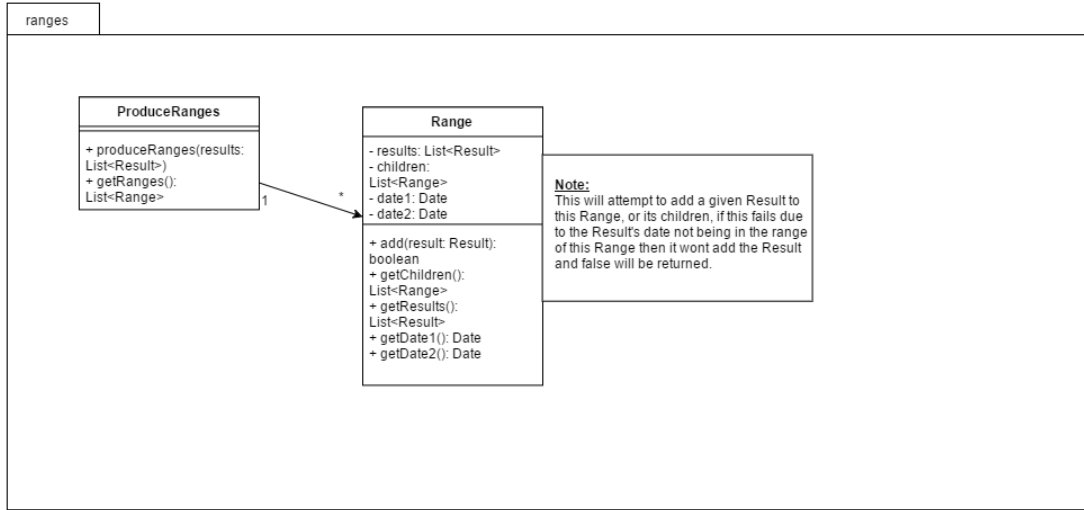 ranges
ProduceRanges
+ produceRanges(results:
List<Result>)
+ getRanges():
List<Range>
1
*
Range
- results: List<Result>
- children:
List<Range>
- date1: Date
- date2: Date
+ add(result: Result):
boolean
+ getChildren():
List<Range>
+ getResults():
List<Result>
+ getDate1(): Date
+ getDate2(): Date
Note:
This will attempt to add a given Result to
this Range, or its children, if this fails due
to the Result's date not being in the range
of this Range then it wont add the Result
and false will be returned.